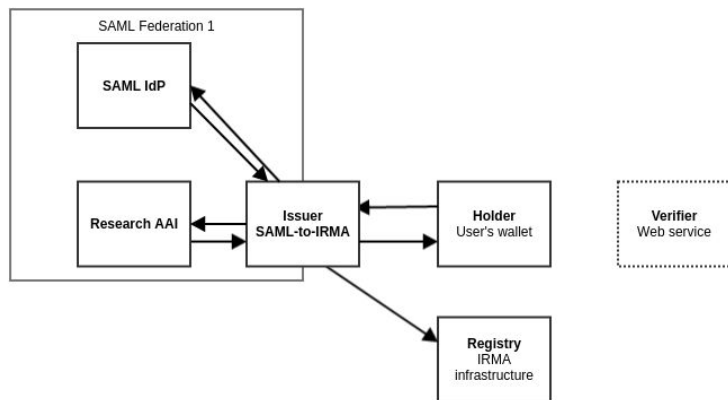 SAML Federation 1
SAML IdP
Research AAI
Issuer
SAML-to-IRMA
Holder
User's wallet
Verifier
Web service
Registry
IRMA
infrastructure